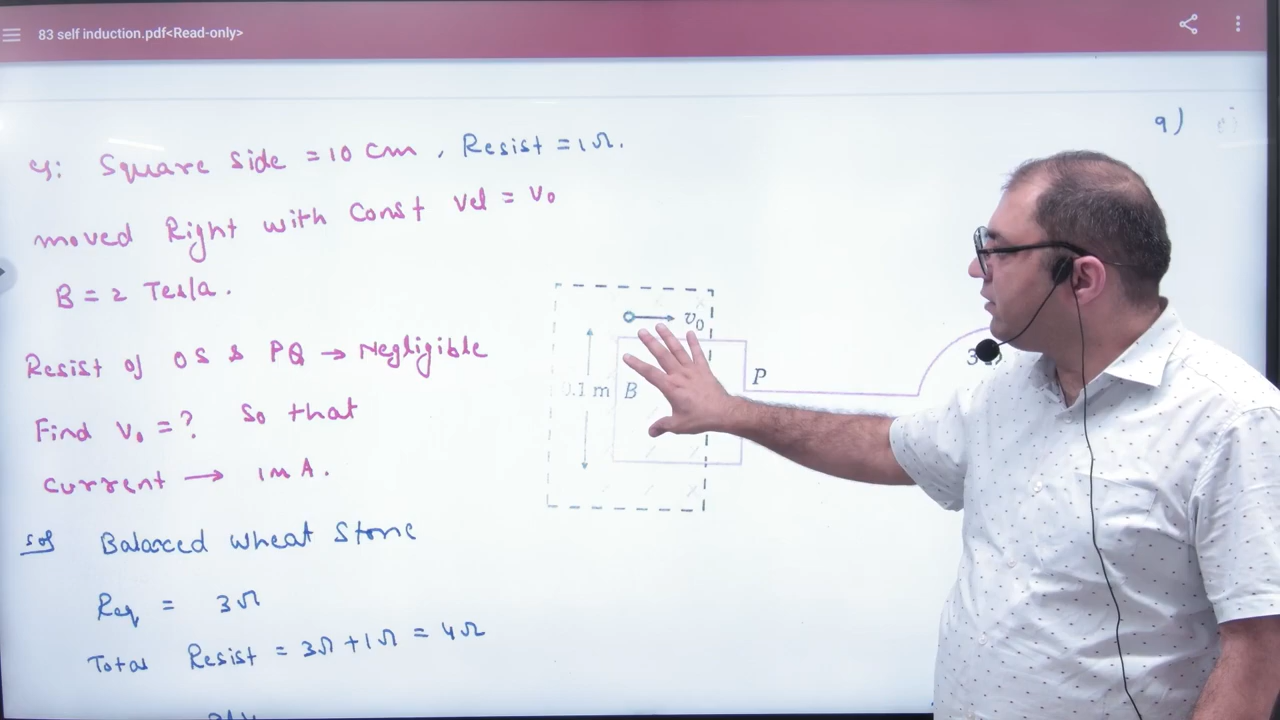 83 self induction.pdf<Read-only>
9)
Square Side = 10 cm, Resist = 1Ω.
moved Right with Const Vel = V₀
B = 2 Tesla.
Resist of OS & PQ → Negligible
Find V₀ = ? So that
current → 1mA.
Sol Balanced wheat Stone
Req = 3Ω
Total Resist = 3Ω + 1Ω = 4Ω
v₀
.1 m B
P
3